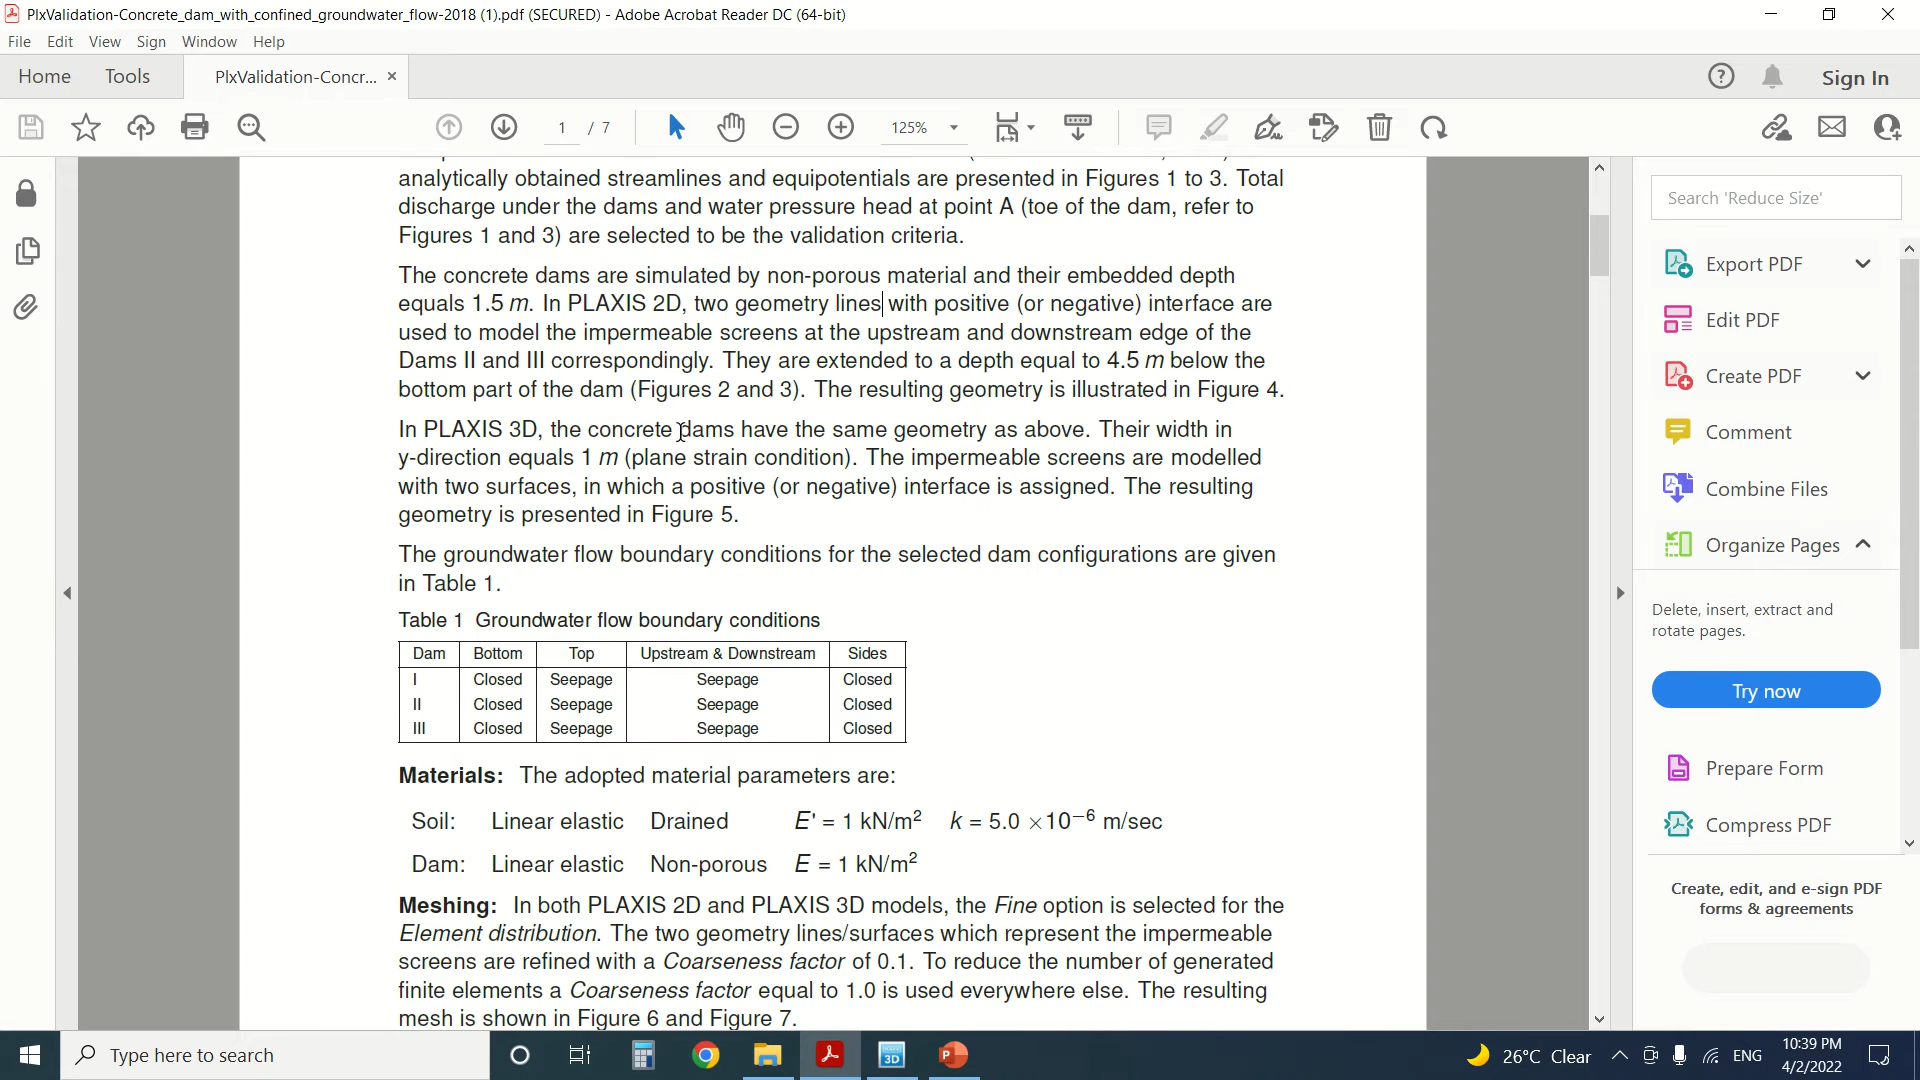 PlxValidation-Concrete_dam_with_confined_groundwater_flow-2018 (1).pdf (SECURED) - Adobe Acrobat Reader DC (64-bit)
File Edit View Sign Window Help
Home Tools PlxValidation-Concr... × Sign In
1 / 7 125%
analytically obtained streamlines and equipotentials are presented in Figures 1 to 3. Total
discharge under the dams and water pressure head at point A (toe of the dam, refer to
Figures 1 and 3) are selected to be the validation criteria.
The concrete dams are simulated by non-porous material and their embedded depth
equals 1.5 m. In PLAXIS 2D, two geometry lines with positive (or negative) interface are
used to model the impermeable screens at the upstream and downstream edge of the
Dams II and III correspondingly. They are extended to a depth equal to 4.5 m below the
bottom part of the dam (Figures 2 and 3). The resulting geometry is illustrated in Figure 4.
In PLAXIS 3D, the concrete dams have the same geometry as above. Their width in
y-direction equals 1 m (plane strain condition). The impermeable screens are modelled
with two surfaces, in which a positive (or negative) interface is assigned. The resulting
geometry is presented in Figure 5.
The groundwater flow boundary conditions for the selected dam configurations are given
in Table 1.
Table 1 Groundwater flow boundary conditions
Dam Bottom Top Upstream & Downstream Sides
I Closed Seepage Seepage Closed
II Closed Seepage Seepage Closed
III Closed Seepage Seepage Closed
Materials: The adopted material parameters are:
Soil: Linear elastic Drained E' = 1 kN/m² k = 5.0 ×10⁻⁶ m/sec
Dam: Linear elastic Non-porous E = 1 kN/m²
Meshing: In both PLAXIS 2D and PLAXIS 3D models, the Fine option is selected for the
Element distribution. The two geometry lines/surfaces which represent the impermeable
screens are refined with a Coarseness factor of 0.1. To reduce the number of generated
finite elements a Coarseness factor equal to 1.0 is used everywhere else. The resulting
mesh is shown in Figure 6 and Figure 7.
Search 'Reduce Size'
Export PDF
Edit PDF
Create PDF
Comment
Combine Files
Organize Pages
Delete, insert, extract and
rotate pages.
Try now
Prepare Form
Compress PDF
Create, edit, and e-sign PDF
forms & agreements
Type here to search
3D
P
26°C Clear
ENG
10:39 PM
4/2/2022